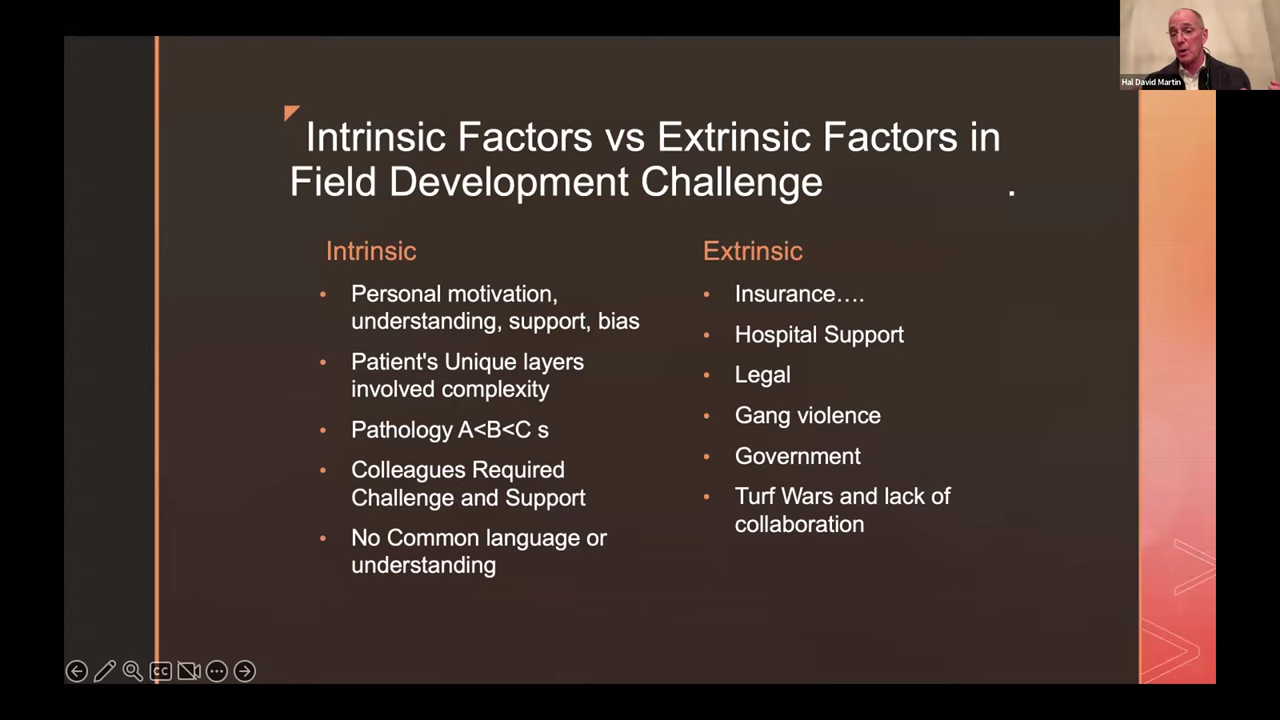 Hal David Martin
Intrinsic Factors vs Extrinsic Factors in
Field Development Challenge .
Intrinsic
• Personal motivation,
understanding, support, bias
• Patient's Unique layers
involved complexity
• Pathology A<B<C s
• Colleagues Required
Challenge and Support
• No Common language or
understanding
Extrinsic
• Insurance….
• Hospital Support
• Legal
• Gang violence
• Government
• Turf Wars and lack of
collaboration
CC